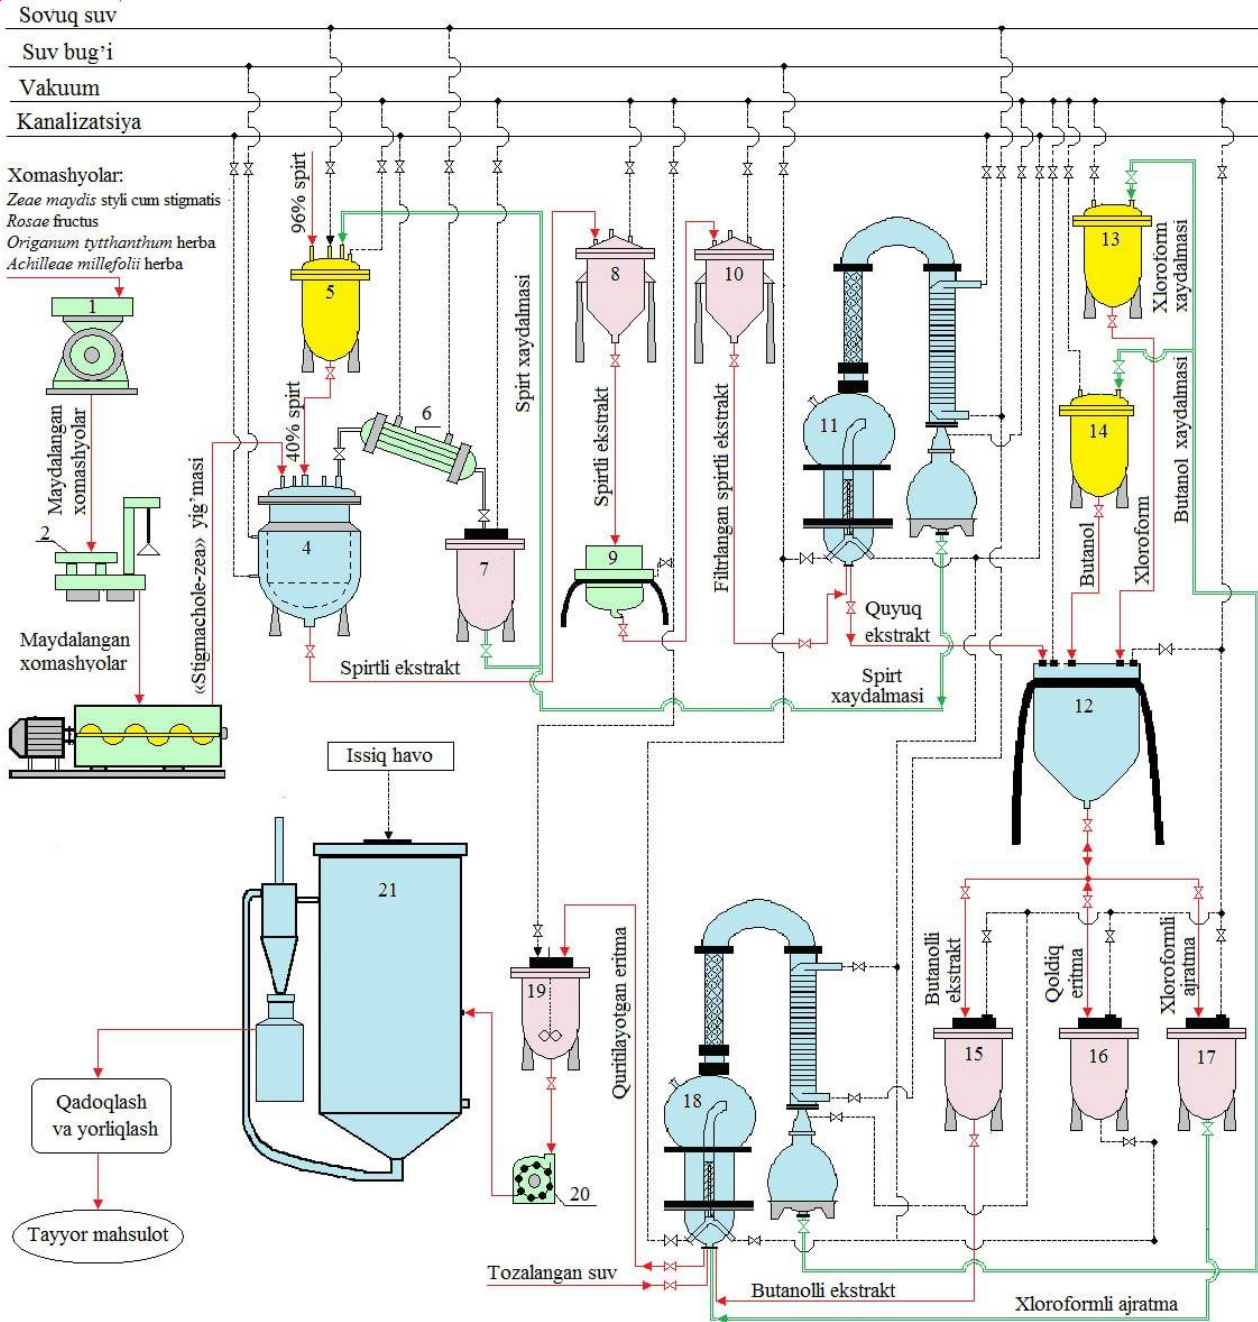 Sovuq suv
Suv bug’i
Vakuum
Kanalizatsiya
Xomashyolar:
Zeae maydis styli cum stigmatis
Rosae fructus
Origanum tytthanthum herba
Achilleae millefolii herba
96% spirt
1
5
8
10
13
Xloroform
xaydalmasi
Spirt xaydalmasi
Maydalangan
xomashyolar
40% spirt
6
Spirtli ekstrakt
Filtrlangan spirtli ekstrakt
11
14
Butanol xaydalmasi
2
«Stigmachole-zea» yig’masi
4
7
9
Butanol
Xloroform
Quyuq
ekstrakt
Maydalangan
xomashyolar
Spirtli ekstrakt
Spirt
xaydalmasi
12
Issiq havo
21
19
Quritilayotgan eritma
Butanolli
ekstrakt
Qoldiq
eritma
Xloroformli
ajratma
15
16
17
18
Qadoqlash
va yorliqlash
20
Tayyor mahsulot
Tozalangan suv
Butanolli ekstrakt
Xloroformli ajratma